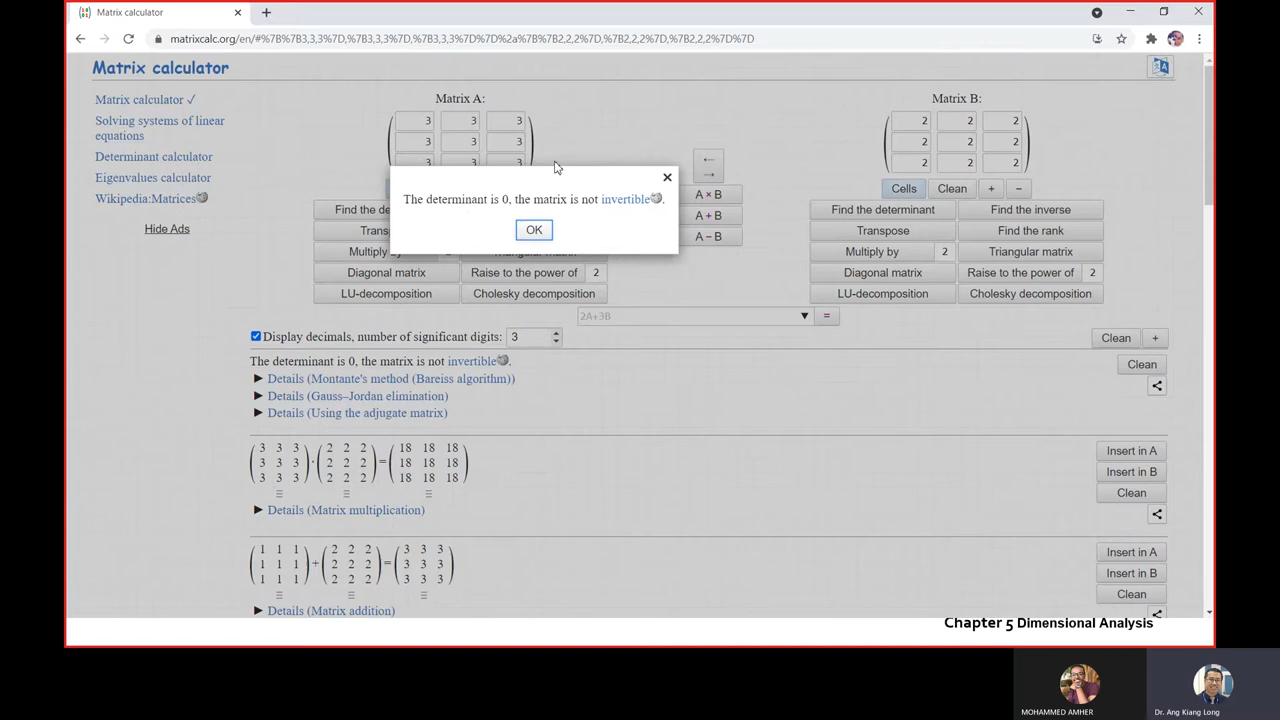 Matrix calculator
matrixcalc.org/en/#%7B%7B3,3,3%7D,%7B3,3,3%7D,%7B3,3,3%7D%7D%2a%7B%7B2,2,2%7D,%7B2,2,2%7D,%7B2,2,2%7D%7D
Matrix calculator
Matrix calculator ✓
Solving systems of linear
equations
Determinant calculator
Eigenvalues calculator
Wikipedia:Matrices
Hide Ads
Matrix A:
3 3 3
3 3 3
3 3 3
Find the de
Trans
Multiply by
Diagonal matrix
Raise to the power of 2
LU-decomposition
Cholesky decomposition
The determinant is 0, the matrix is not invertible.
OK
←
→
A × B
A + B
A − B
Matrix B:
2 2 2
2 2 2
2 2 2
Cells
Clean
+
−
Find the determinant
Find the inverse
Transpose
Find the rank
Multiply by 2
Triangular matrix
Diagonal matrix
Raise to the power of 2
LU-decomposition
Cholesky decomposition
2A+3B
=
Display decimals, number of significant digits: 3
Clean
+
The determinant is 0, the matrix is not invertible.
Clean
► Details (Montante's method (Bareiss algorithm))
► Details (Gauss–Jordan elimination)
► Details (Using the adjugate matrix)
3 3 3 2 2 2 18 18 18
3 3 3 · 2 2 2 = 18 18 18
3 3 3 2 2 2 18 18 18
► Details (Matrix multiplication)
Insert in A
Insert in B
Clean
1 1 1 2 2 2 3 3 3
1 1 1 + 2 2 2 = 3 3 3
1 1 1 2 2 2 3 3 3
► Details (Matrix addition)
Insert in A
Insert in B
Clean
Chapter 5 Dimensional Analysis
MOHAMMED AMHER
Dr. Ang Kiang Long